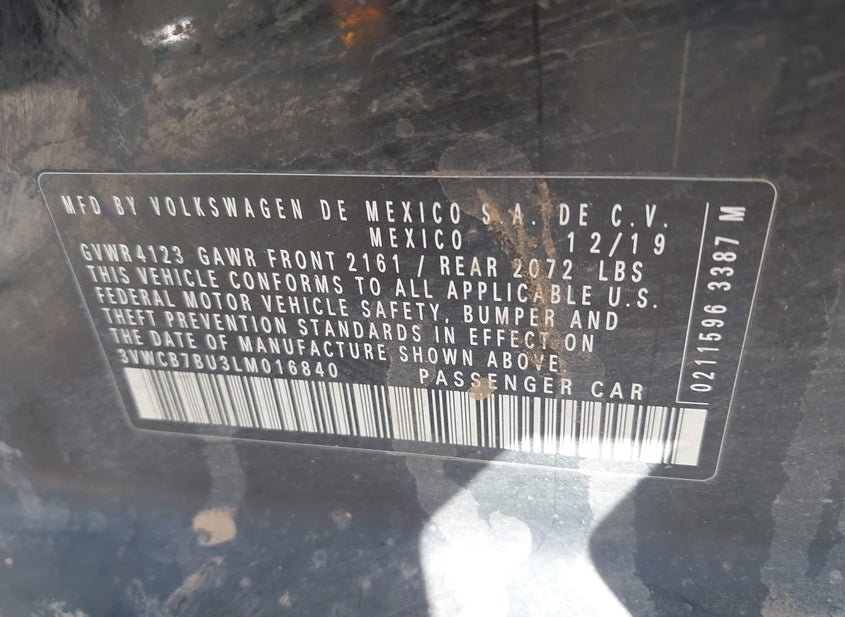 MFD BY VOLKSWAGEN DE MEXICO S.A. DE C.V.
MEXICO 12/19
GVWR4123 GAWR FRONT 2161 / REAR 2072 LBS
THIS VEHICLE CONFORMS TO ALL APPLICABLE U.S.
FEDERAL MOTOR VEHICLE SAFETY, BUMPER AND
THEFT PREVENTION STANDARDS IN EFFECT ON
THE DATE OF MANUFACTURE SHOWN ABOVE
3VWCB7BU3LM016840 PASSENGER CAR
0211596 3387 M